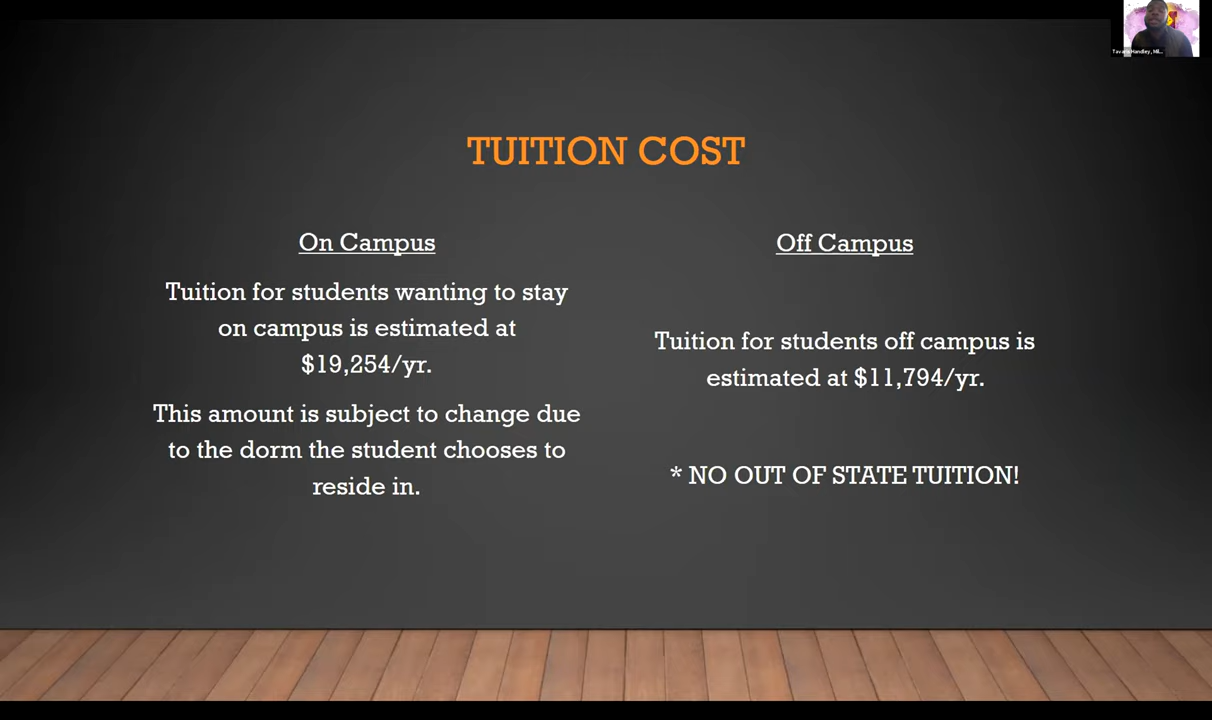 TUITION COST
On Campus
Tuition for students wanting to stay
on campus is estimated at
$19,254/yr.
This amount is subject to change due
to the dorm the student chooses to
reside in.
Off Campus
Tuition for students off campus is
estimated at $11,794/yr.
* NO OUT OF STATE TUITION!